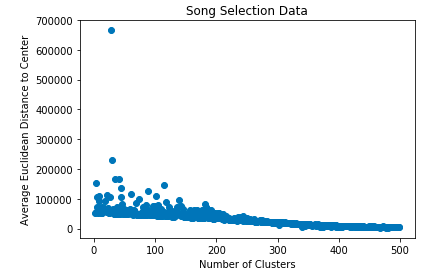 Song Selection Data
700000
600000
500000
400000
300000
200000
100000
0
Average Euclidean Distance to Center
0 100 200 300 400 500
Number of Clusters